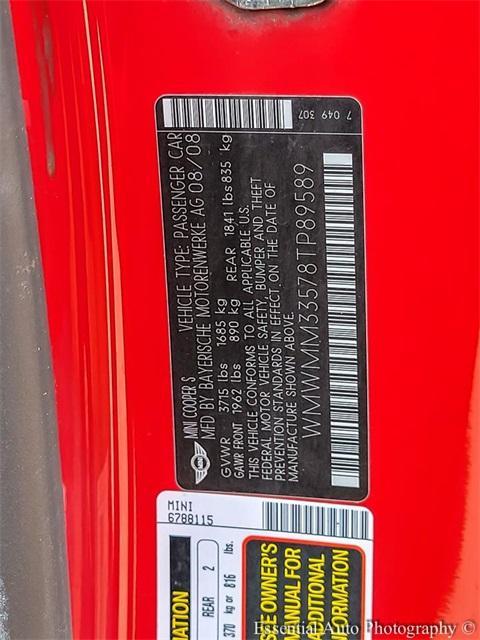 7 049 307
MINI COOPER S VEHICLE TYPE: PASSENGER CAR
MFD BY BAYERISCHE MOTORENWERKE AG 08/08
GVWR 3715 lbs 1685 kg
GAWR FRONT 1962 lbs 890 kg REAR 1841 lbs 835 kg
THIS VEHICLE CONFORMS TO ALL APPLICABLE U.S.
FEDERAL MOTOR VEHICLE SAFETY, BUMPER AND THEFT
PREVENTION STANDARDS IN EFFECT ON THE DATE OF
MANUFACTURE SHOWN ABOVE.
WMWMM33578TP89589
MINI
6788115
REAR 2
370 kg or 816 lbs.
OWNER'S
MANUAL FOR
Essential Auto Photography ©